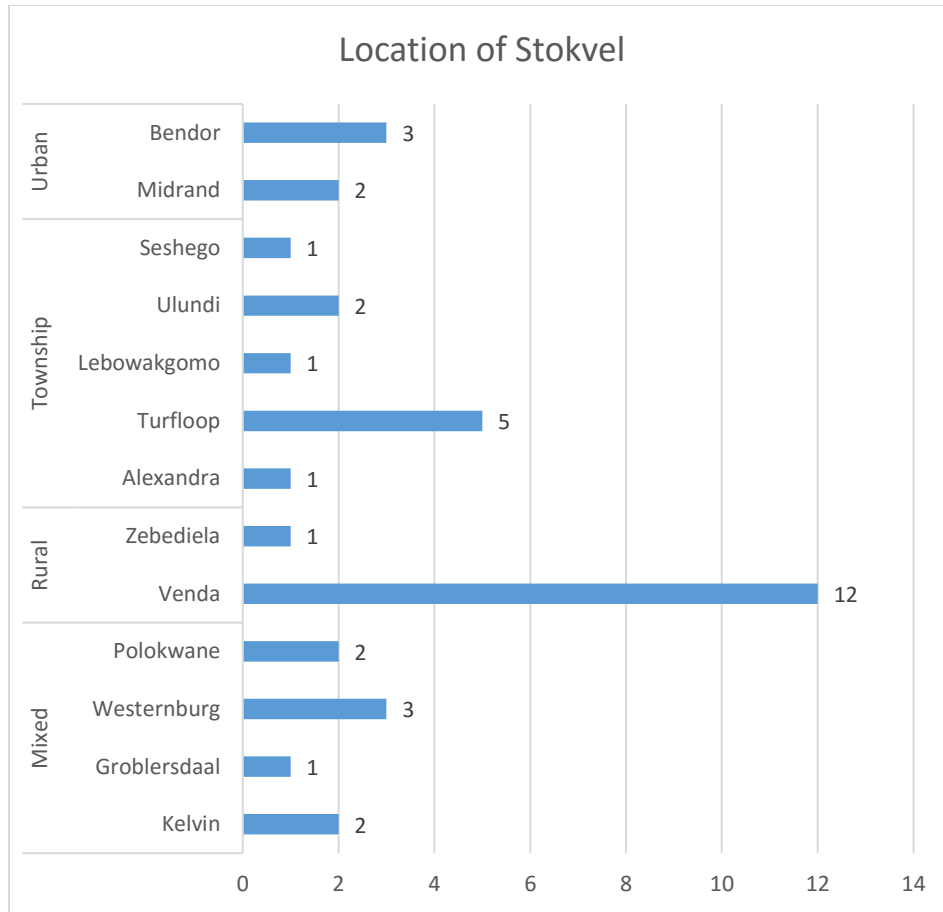 Location of Stokvel
Urban
Bendor 3
Midrand 2
Township
Seshego 1
Ulundi 2
Lebowakgomo 1
Turfloop 5
Alexandra 1
Rural
Zebediela 1
Venda 12
Mixed
Polokwane 2
Westernburg 3
Groblersdaal 1
Kelvin 2
0 2 4 6 8 10 12 14